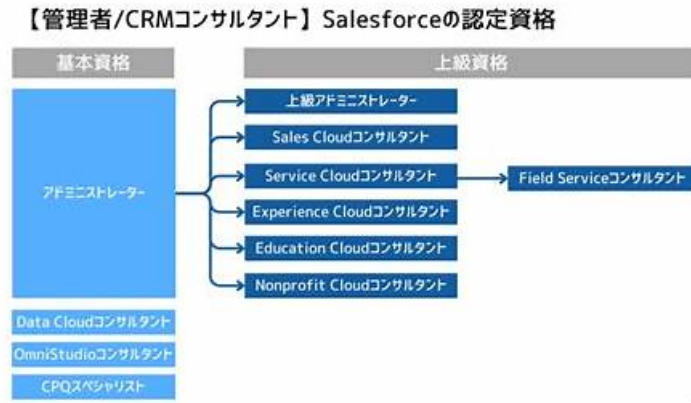 【管理者/CRMコンサルタント】Salesforceの認定資格
基本資格
上級資格
アドミニストレーター
上級アドミニストレーター
Sales Cloudコンサルタント
Service Cloudコンサルタント
Field Serviceコンサルタント
Experience Cloudコンサルタント
Education Cloudコンサルタント
Nonprofit Cloudコンサルタント
Data Cloudコンサルタント
OmniStudioコンサルタント
CPQスペシャリスト